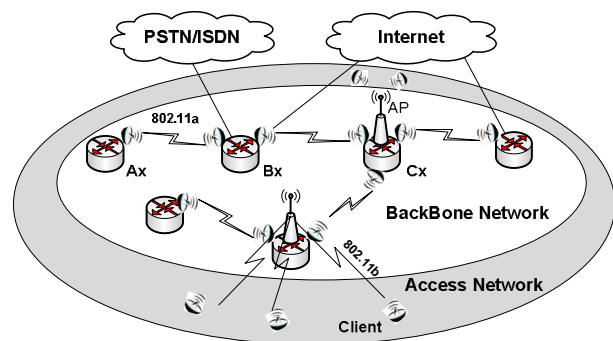 PSTN/ISDN
Internet
802.11a
AP
Ax
Bx
Cx
BackBone Network
802.11b
Access Network
Client